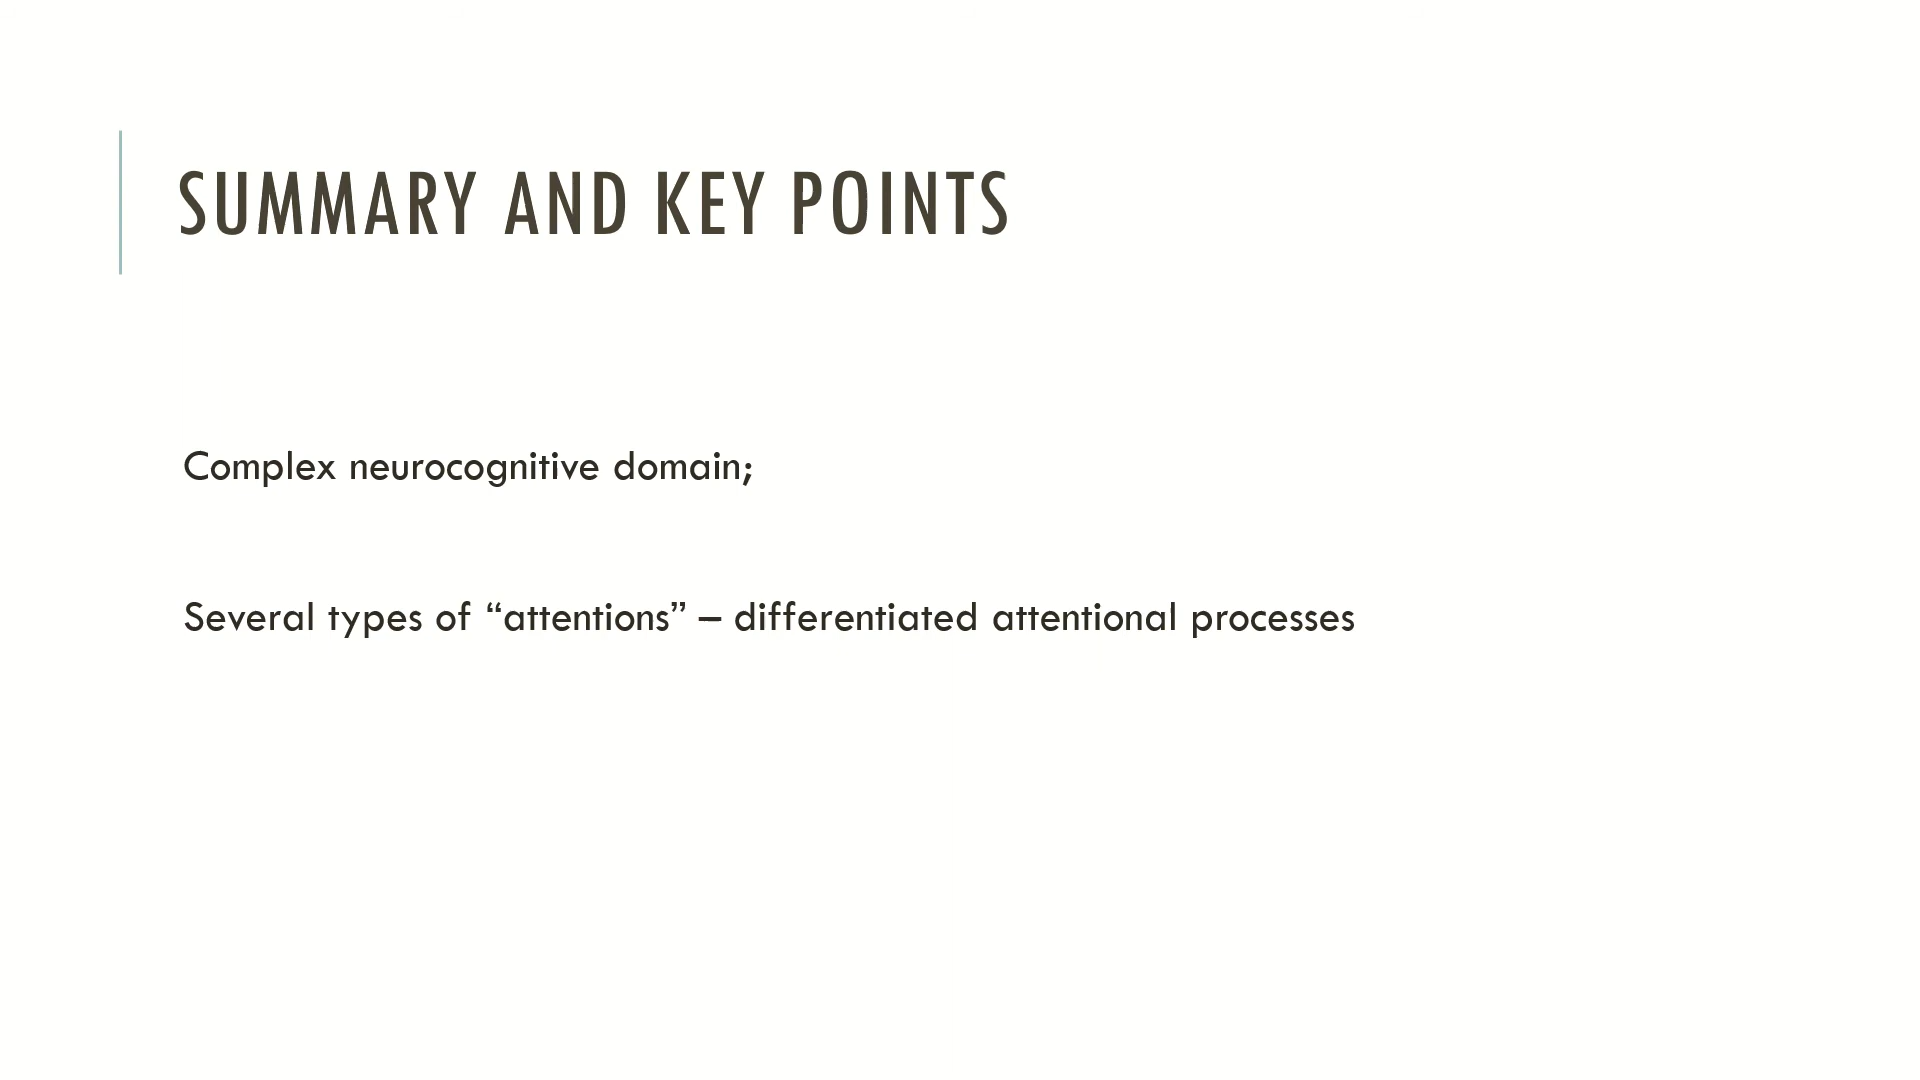 SUMMARY AND KEY POINTS
Complex neurocognitive domain;
Several types of “attentions” – differentiated attentional processes